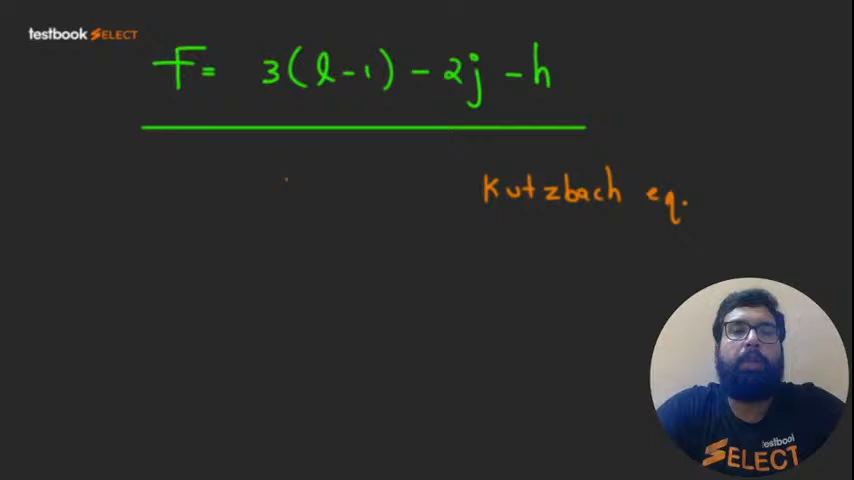 testbook SELECT
F = 3(l-1) - 2j - h
Kutzbach eq.
testbook
SELECT